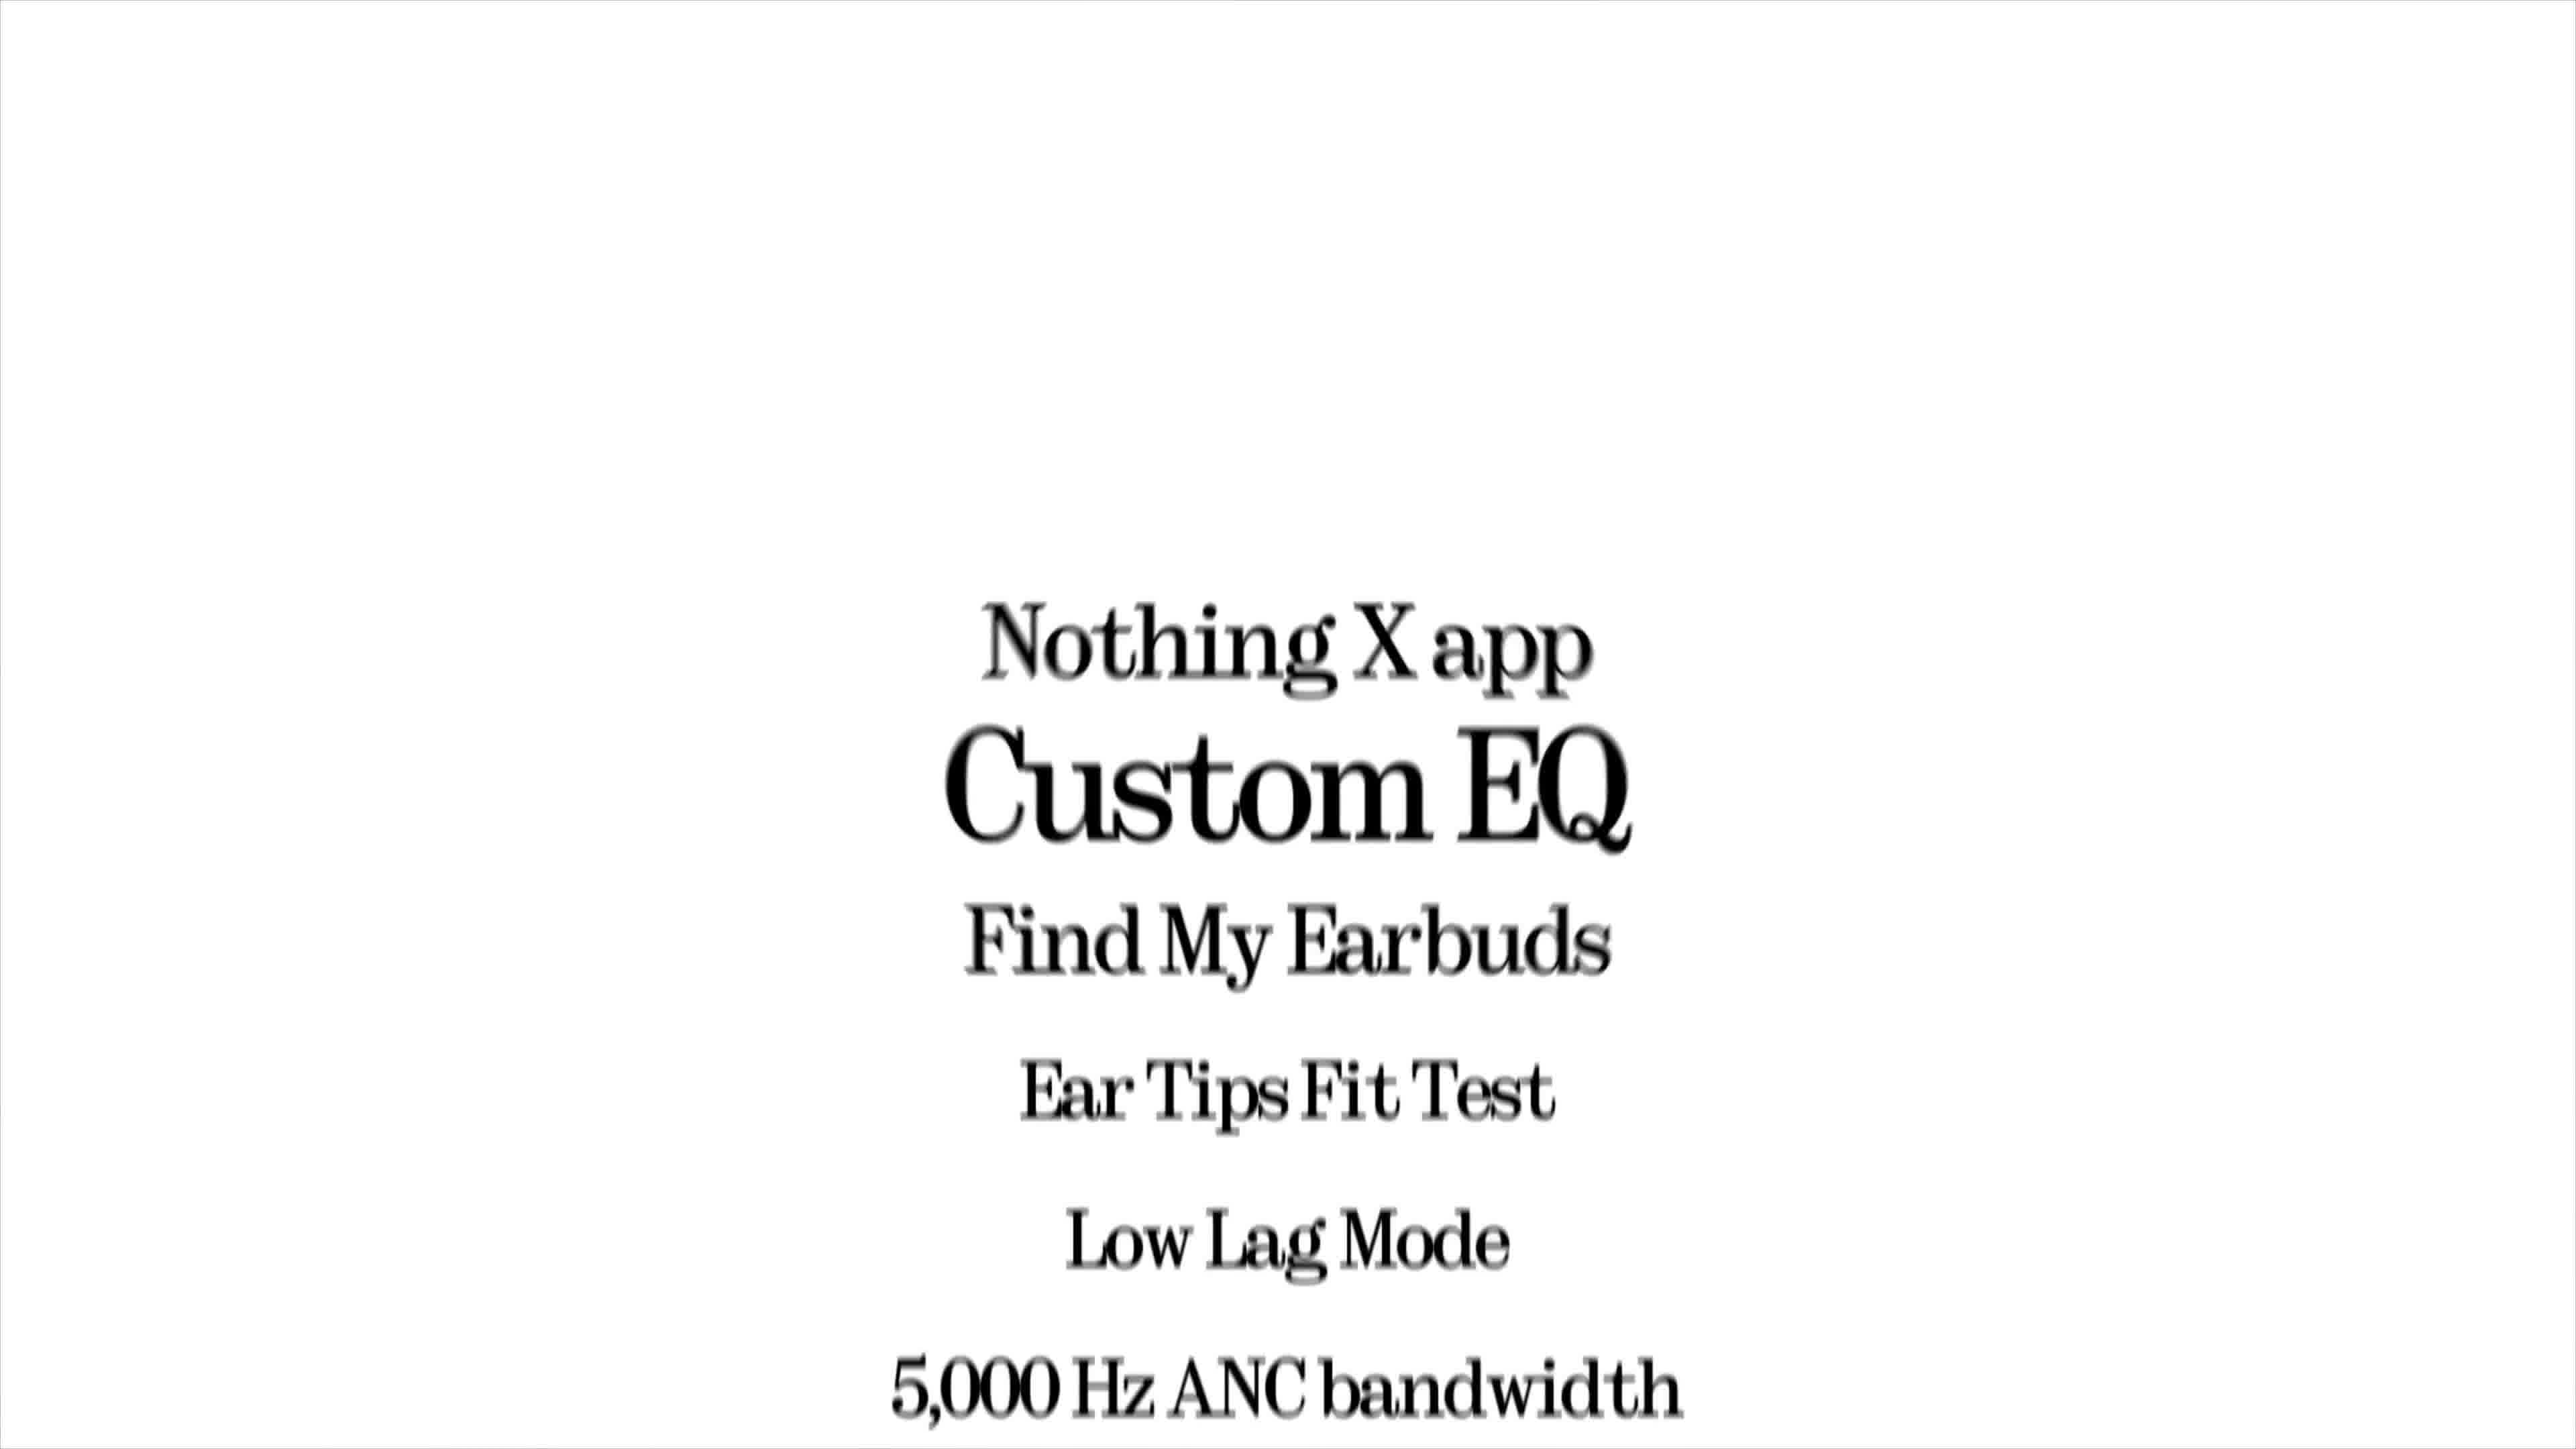 Nothing X app
Custom EQ
Find My Earbuds
Ear Tips Fit Test
Low Lag Mode
5,000 Hz ANC bandwidth